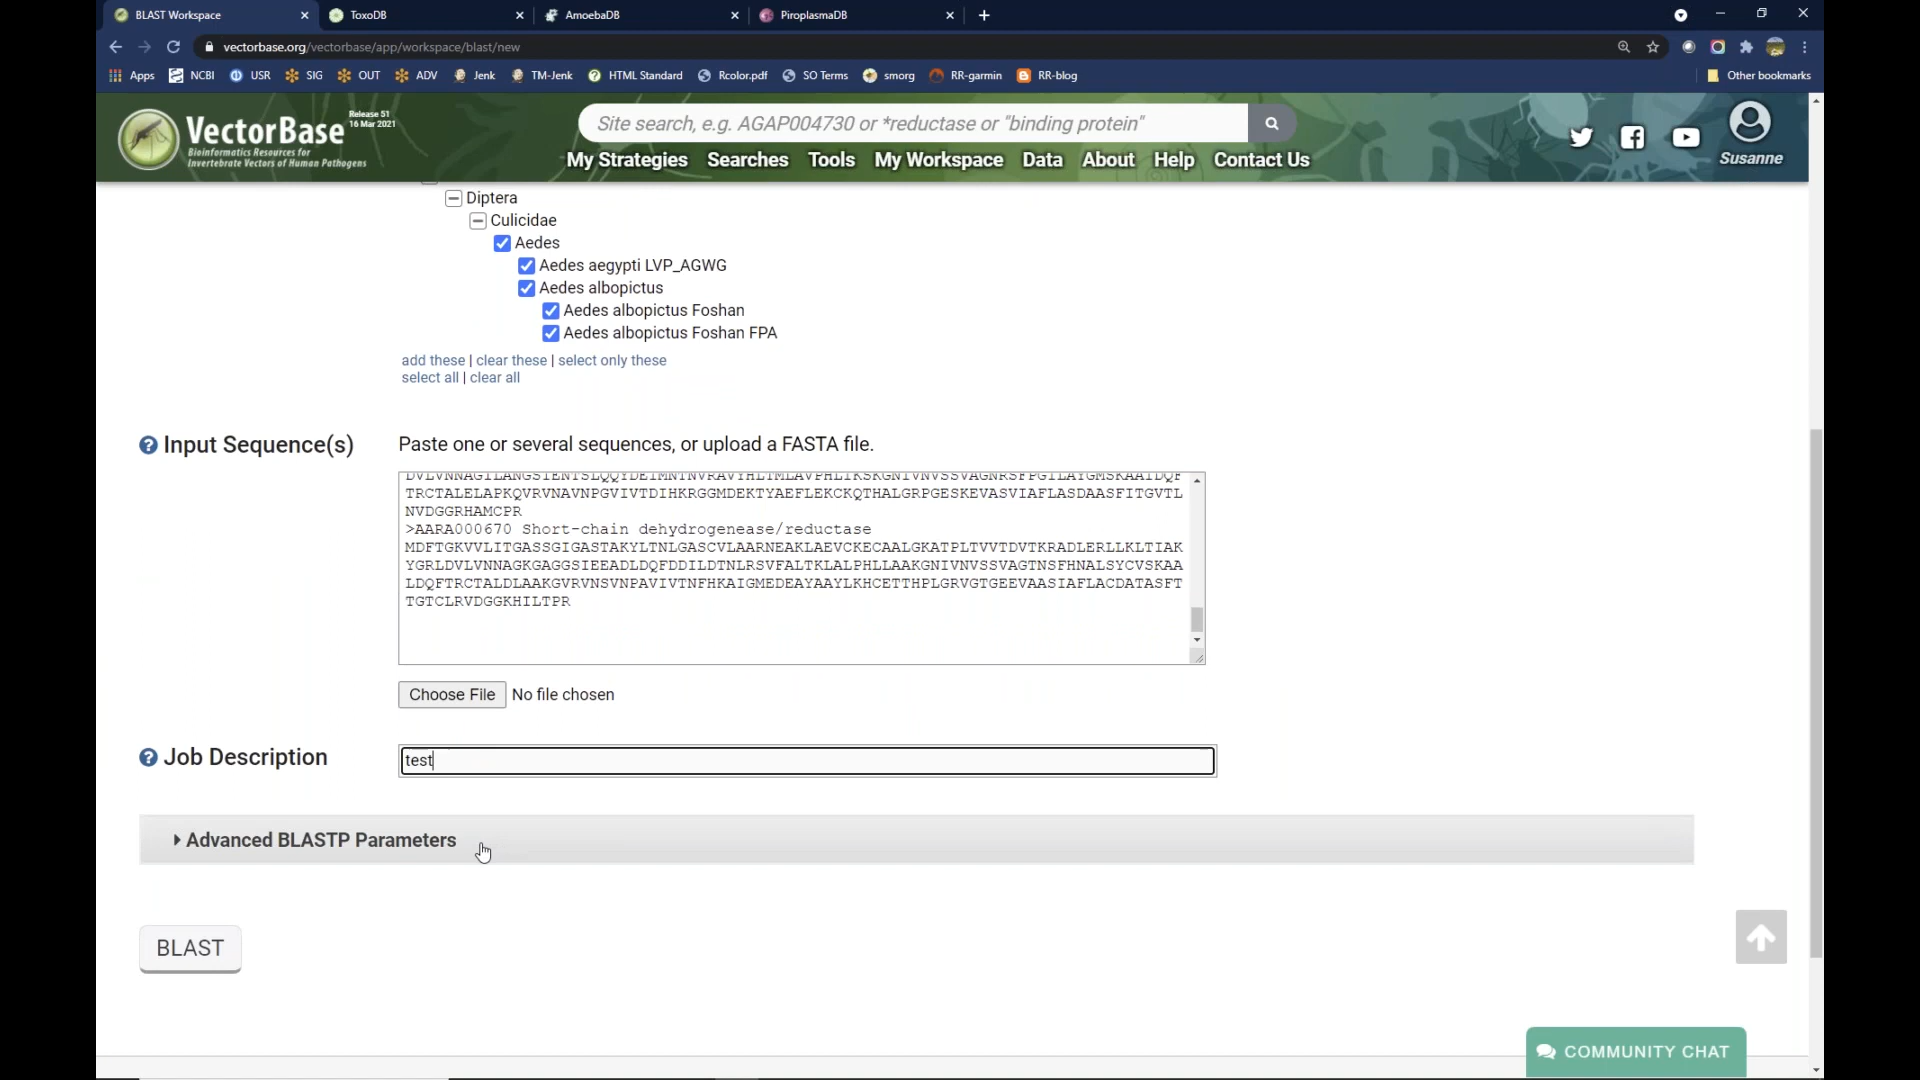 BLAST Workspace
ToxoDB
AmoebaDB
PiroplasmaDB
vectorbase.org/vectorbase/app/workspace/blast/new
Apps NCBI USR SIG OUT ADV Jenk TM-Jenk HTML Standard Rcolor.pdf SO Terms smorg RR-garmin RR-blog Other bookmarks
VectorBase
Release 51
16 Mar 2021
Bioinformatics Resources for
Invertebrate Vectors of Human Pathogens
Site search, e.g. AGAP004730 or *reductase or "binding protein"
My Strategies Searches Tools My Workspace Data About Help Contact Us
Susanne
Diptera
Culicidae
Aedes
Aedes aegypti LVP_AGWG
Aedes albopictus
Aedes albopictus Foshan
Aedes albopictus Foshan FPA
add these | clear these | select only these
select all | clear all
Input Sequence(s)
Paste one or several sequences, or upload a FASTA file.
TRCTALELAPKQVRVNAVNPGVIVTDIHKRGGMDEKTYAEFLEKCKQTHALGRPGESKEVASVIAFLASDAASFITGVTL
NVDGGRHAMCPR
>AARA000670 Short-chain dehydrogenease/reductase
MDFTGKVVLITGASSGIGASTAKYLTNLGASCVLAARNEAKLAEVCKECAALGKATPLTVVTDVTKRADLERLLKLTIAK
YGRLDVLVNNAGKGAGGSIEEADLDQFDDILDTNLRSVFALTKLALPHLLAAKGNIVNVSSVAGTNSFHNALSYCVSKAA
LDQFTRCTALDLAAKGVRVNSVNPAVIVTNFHKAIGMEDEAYAAYLKHCETTHPLGRVGTGEEVAASIAFLACDATASFT
TGTCLRVDGGKHILTPR
Choose File No file chosen
Job Description
test
Advanced BLASTP Parameters
BLAST
COMMUNITY CHAT